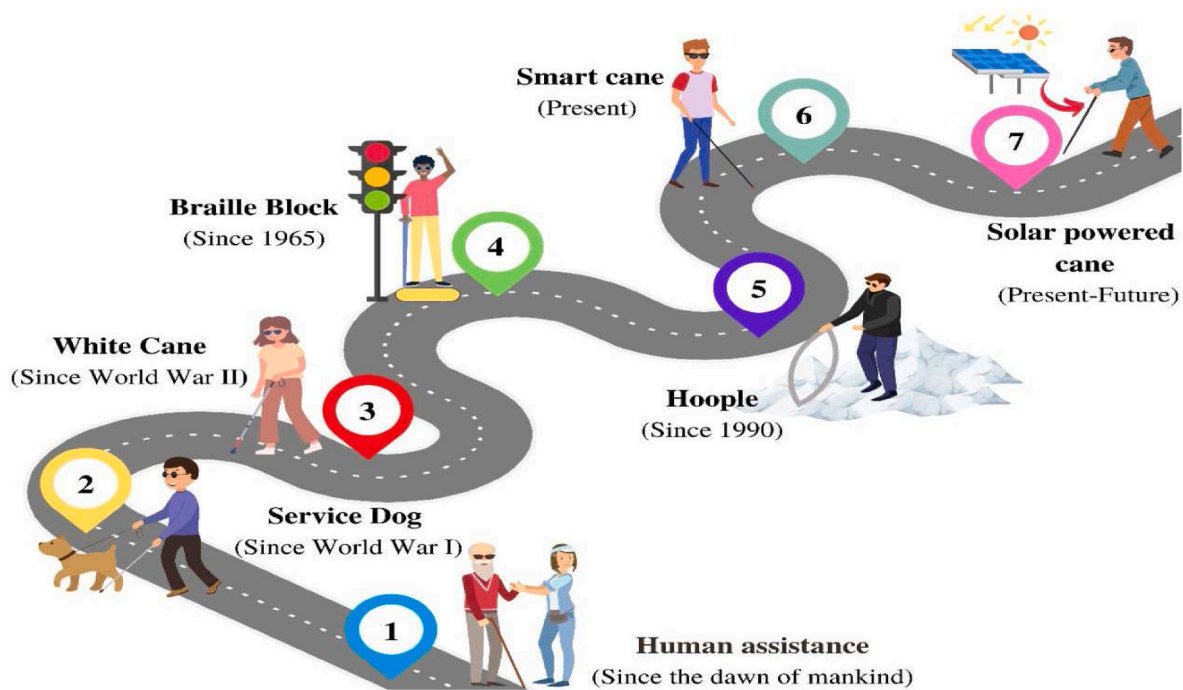 1
Human assistance
(Since the dawn of mankind)
2
Service Dog
(Since World War I)
3
White Cane
(Since World War II)
4
Braille Block
(Since 1965)
5
Hoople
(Since 1990)
6
Smart cane
(Present)
7
Solar powered
cane
(Present-Future)